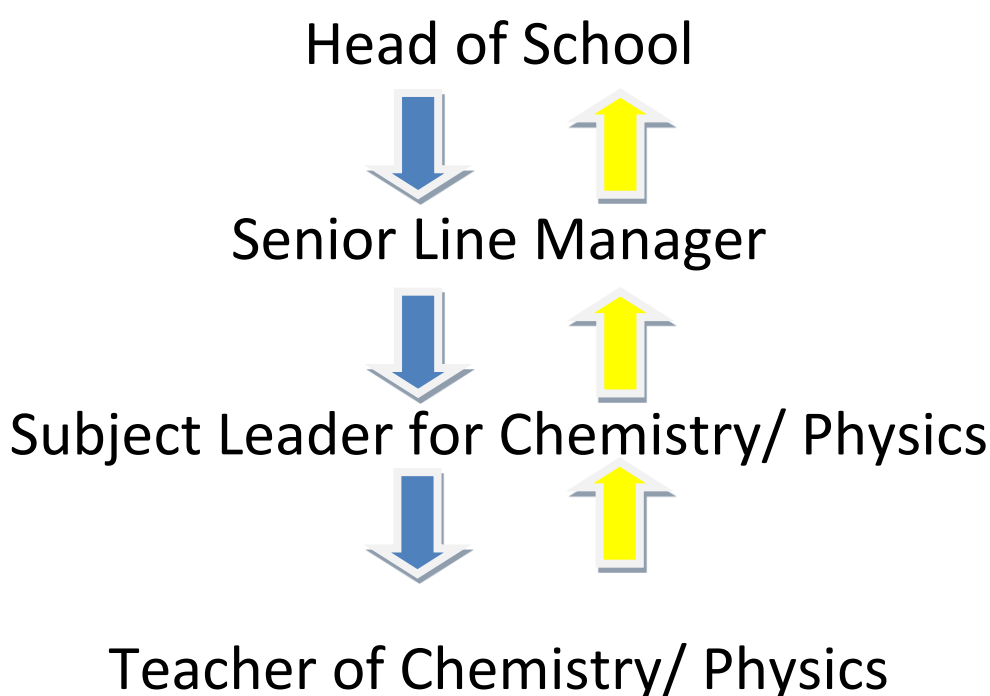 Head of School
Senior Line Manager
Subject Leader for Chemistry/ Physics
Teacher of Chemistry/ Physics